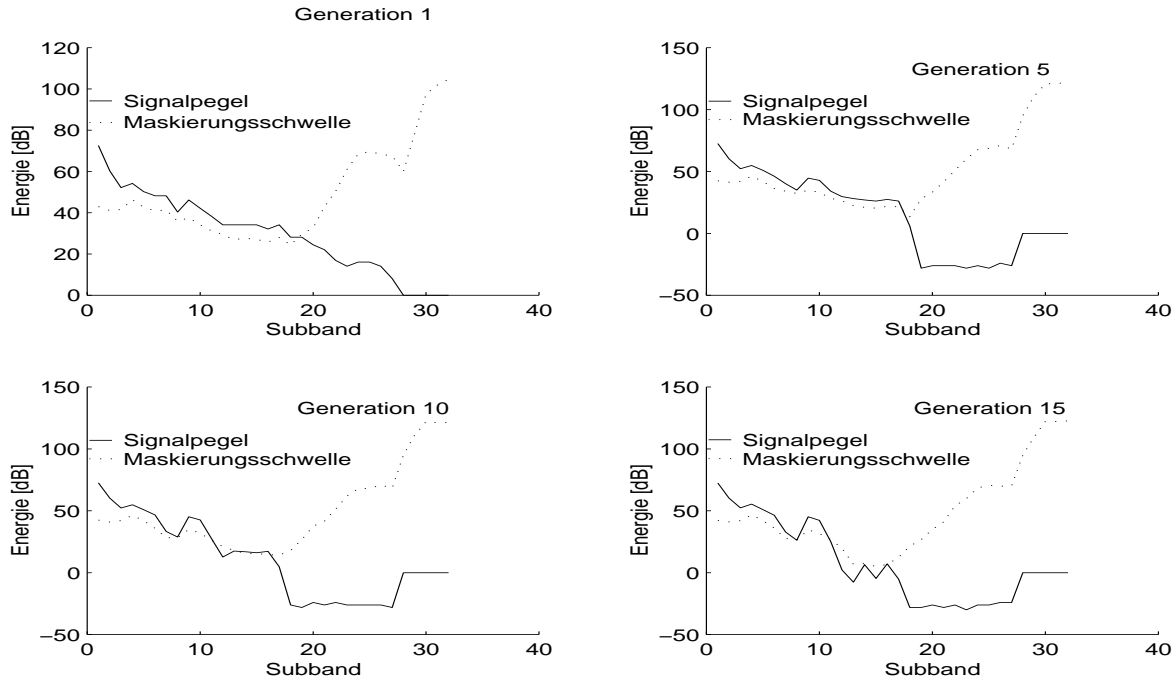 Generation 1
120
100
80
60
40
20
0
Energie [dB]
Signalpegel
Maskierungsschwelle
0
10
20
30
40
Subband
Generation 5
150
100
50
0
−50
Energie [dB]
Signalpegel
Maskierungsschwelle
0
10
20
30
40
Subband
Generation 10
150
100
50
0
−50
Energie [dB]
Signalpegel
Maskierungsschwelle
0
10
20
30
40
Subband
Generation 15
150
100
50
0
−50
Energie [dB]
Signalpegel
Maskierungsschwelle
0
10
20
30
40
Subband